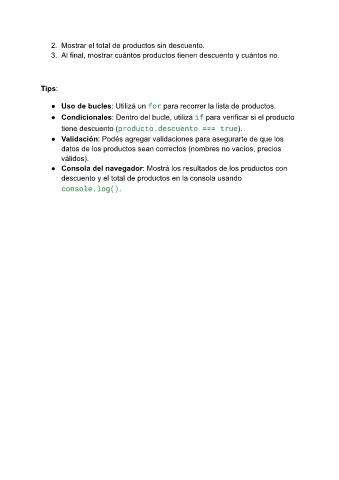 2. Mostrar el total de productos sin descuento.
3. Al final, mostrar cuántos productos tienen descuento y cuántos no.
Tips:
● Uso de bucles: Utilizá un for para recorrer la lista de productos.
● Condicionales: Dentro del bucle, utilizá if para verificar si el producto
tiene descuento (producto.descuento === true).
● Validación: Podés agregar validaciones para asegurarte de que los
datos de los productos sean correctos (nombres no vacíos, precios
válidos).
● Consola del navegador: Mostrá los resultados de los productos con
descuento y el total de productos en la consola usando
console.log().